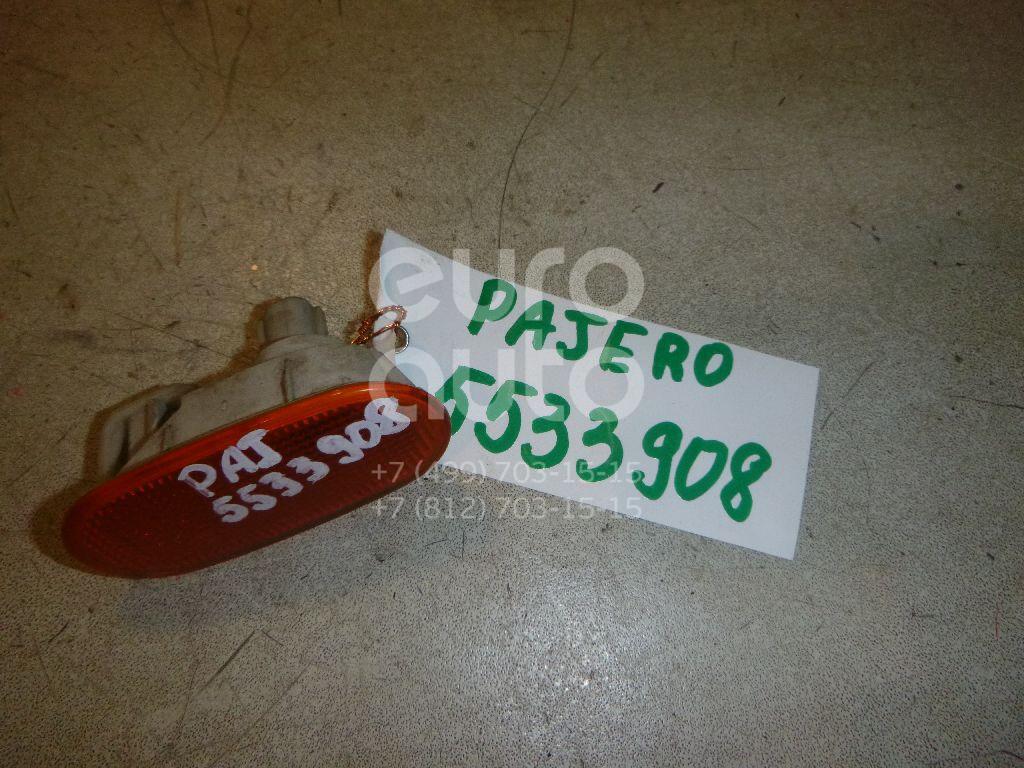 PAJERO
5533908
PAJ
5533908
euro
auto
+7 (499) 703-15-15
+7 (812) 703-15-15